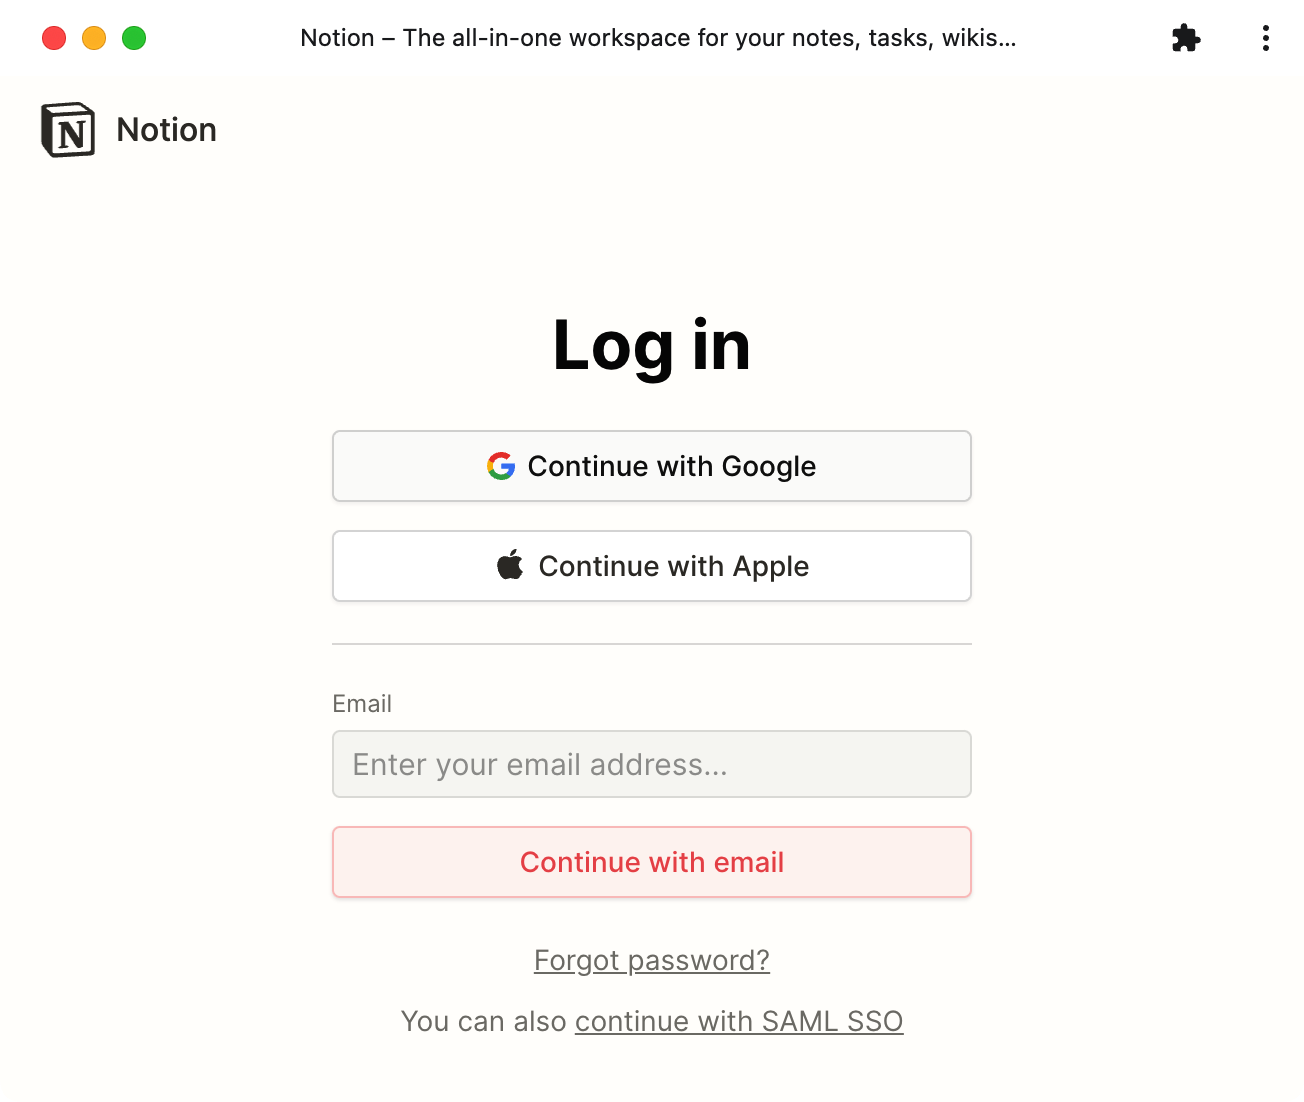 Notion – The all-in-one workspace for your notes, tasks, wikis...
Notion
Log in
Continue with Google
Continue with Apple
Email
Enter your email address...
Continue with email
Forgot password?
You can also continue with SAML SSO